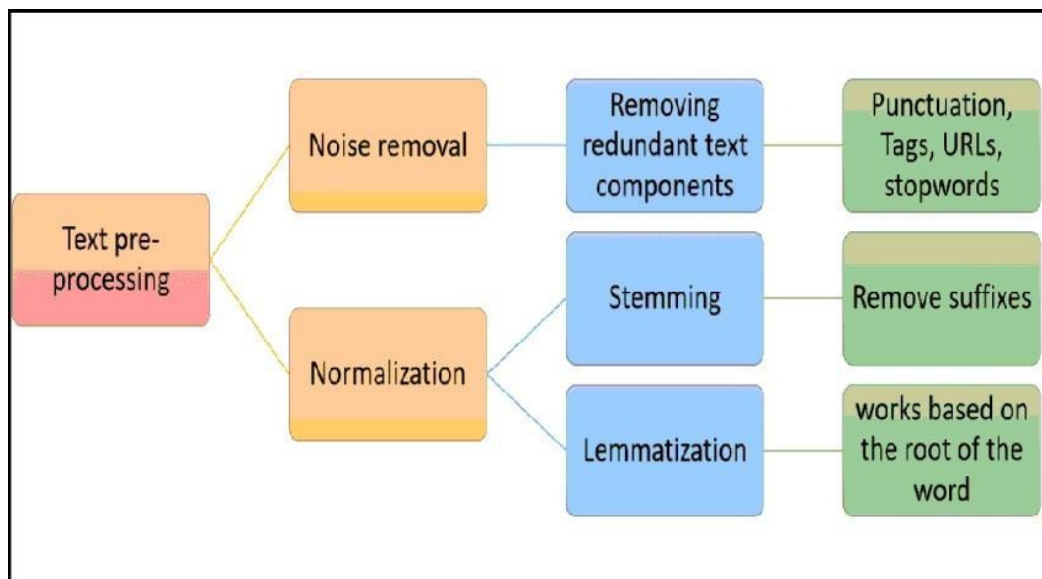 Text pre-
processing
Noise removal
Removing
redundant text
components
Punctuation,
Tags, URLs,
stopwords
Normalization
Stemming
Remove suffixes
Lemmatization
works based on
the root of the
word